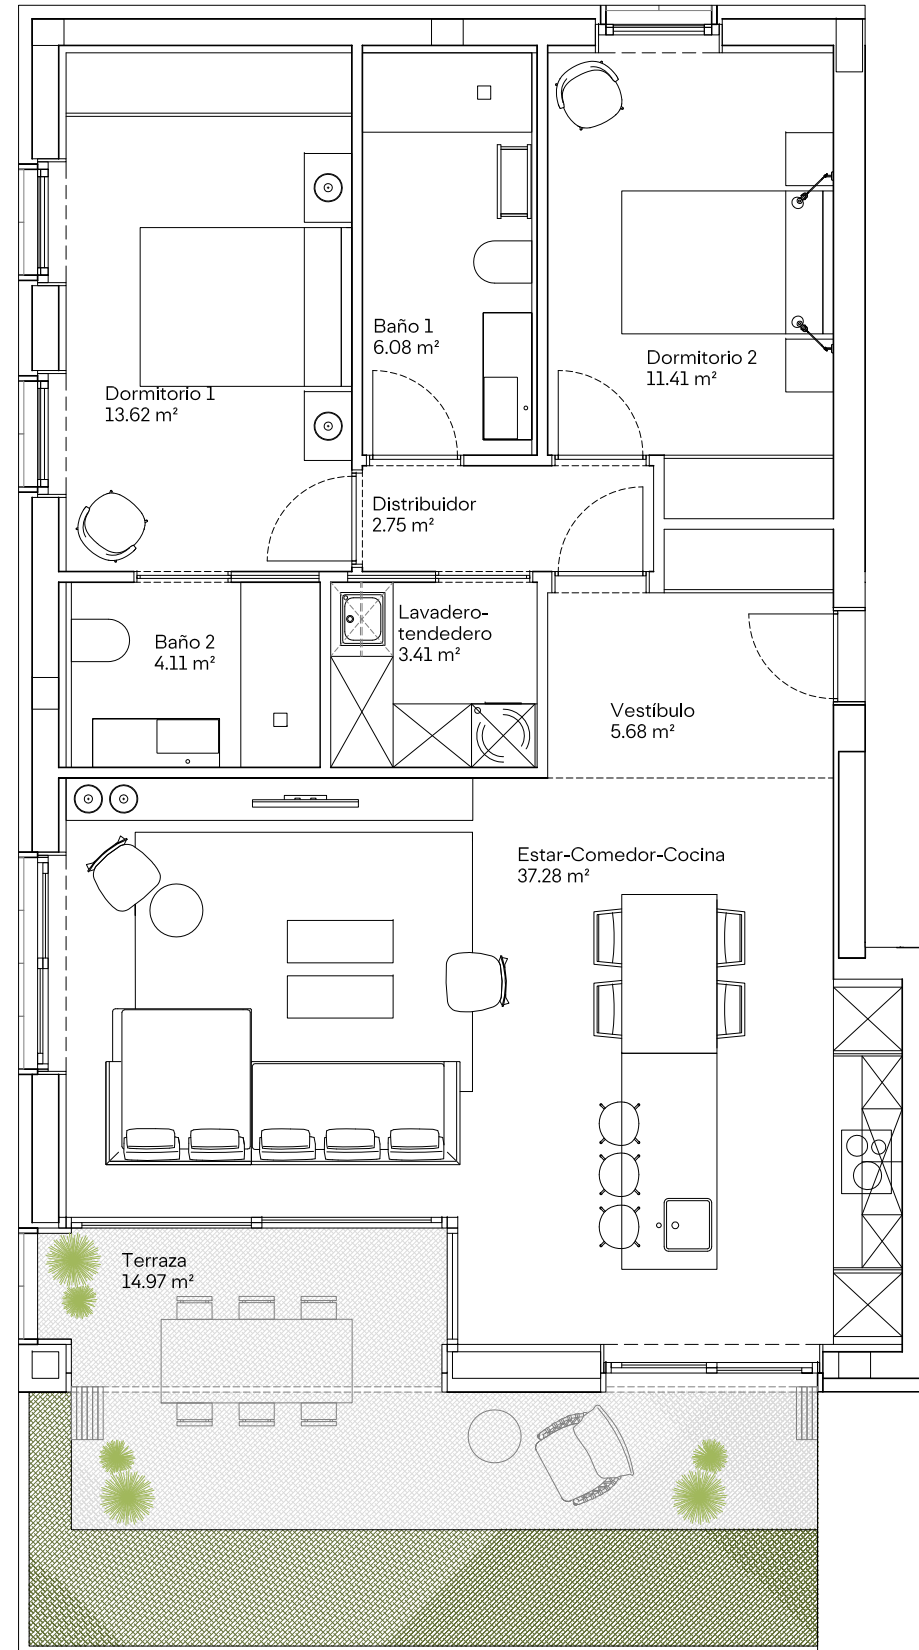 Baño 1
6.08 m²
Dormitorio 2
11.41 m²
Dormitorio 1
13.62 m²
Distribuidor
2.75 m²
Lavadero-
tendedero
3.41 m²
Baño 2
4.11 m²
Vestíbulo
5.68 m²
Estar-Comedor-Cocina
37.28 m²
Terraza
14.97 m²